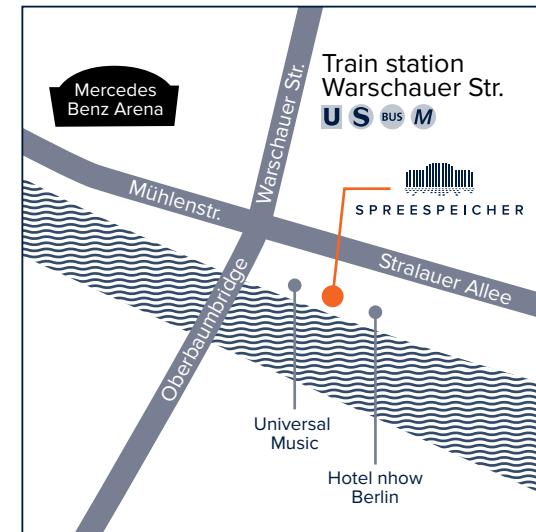 Mercedes
Benz Arena
Train station
Warschauer Str.
U S BUS M
SPREESPEICHER
Warschauer Str.
Mühlenstr.
Stralauer Allee
Oberbaumbridge
Universal
Music
Hotel nhow
Berlin